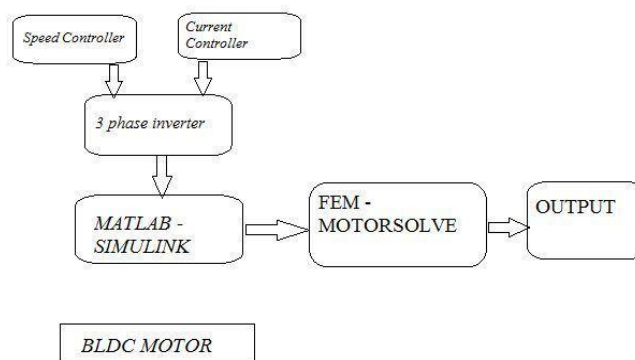 Speed Controller
Current
Controller
3 phase inverter
MATLAB -
SIMULINK
FEM -
MOTORSOLVE
OUTPUT
BLDC MOTOR